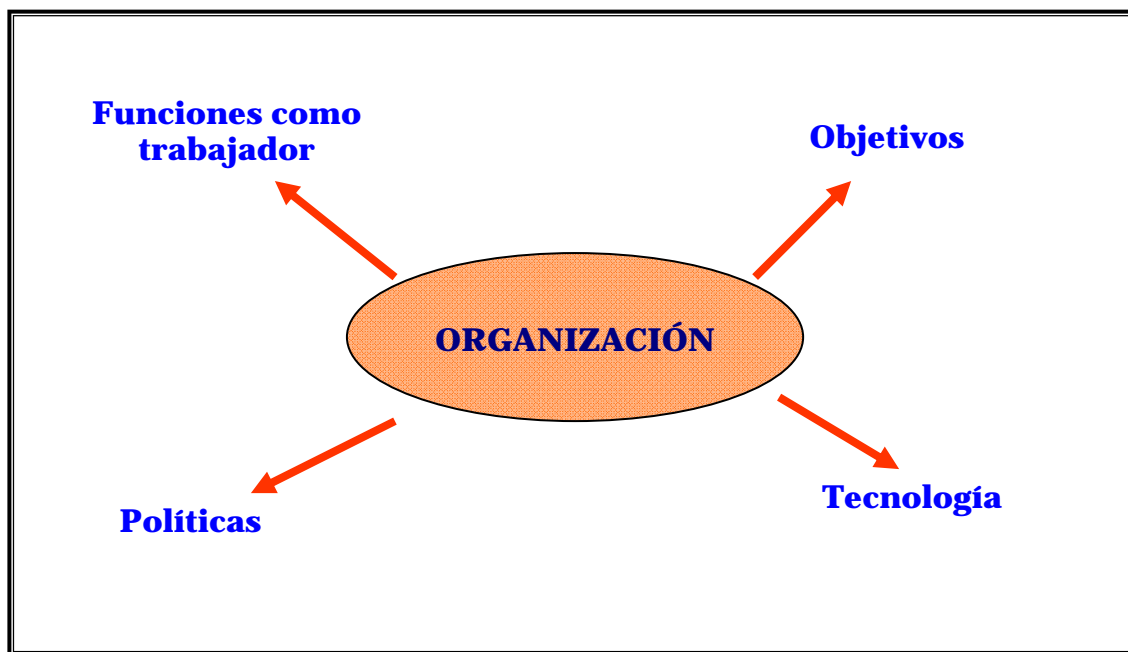 Funciones como
trabajador
Objetivos
ORGANIZACIÓN
Políticas
Tecnología